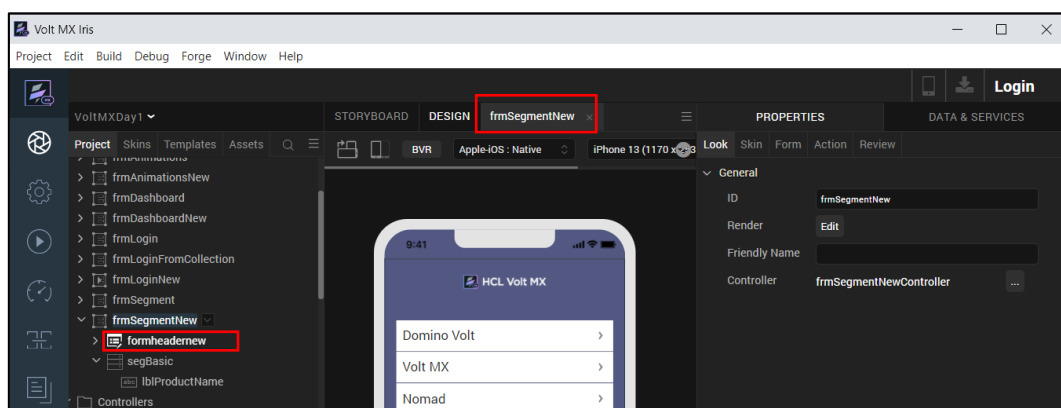 Volt MX Iris
Project Edit Build Debug Forge Window Help
Login
VoltMXDay1
STORYBOARD DESIGN frmSegmentNew ×
PROPERTIES DATA & SERVICES
Project Skins Templates Assets
BVR Apple-iOS : Native iPhone 13 (1170 x
Look Skin Form Action Review
frmAnimations
frmAnimationsNew
frmDashboard
frmDashboardNew
frmLogin
frmLoginFromCollection
frmLoginNew
frmSegment
frmSegmentNew
formheadernew
segBasic
abc lblProductName
Controllers
9:41
HCL Volt MX
Domino Volt
Volt MX
Nomad
General
ID frmSegmentNew
Render Edit
Friendly Name
Controller frmSegmentNewController ...